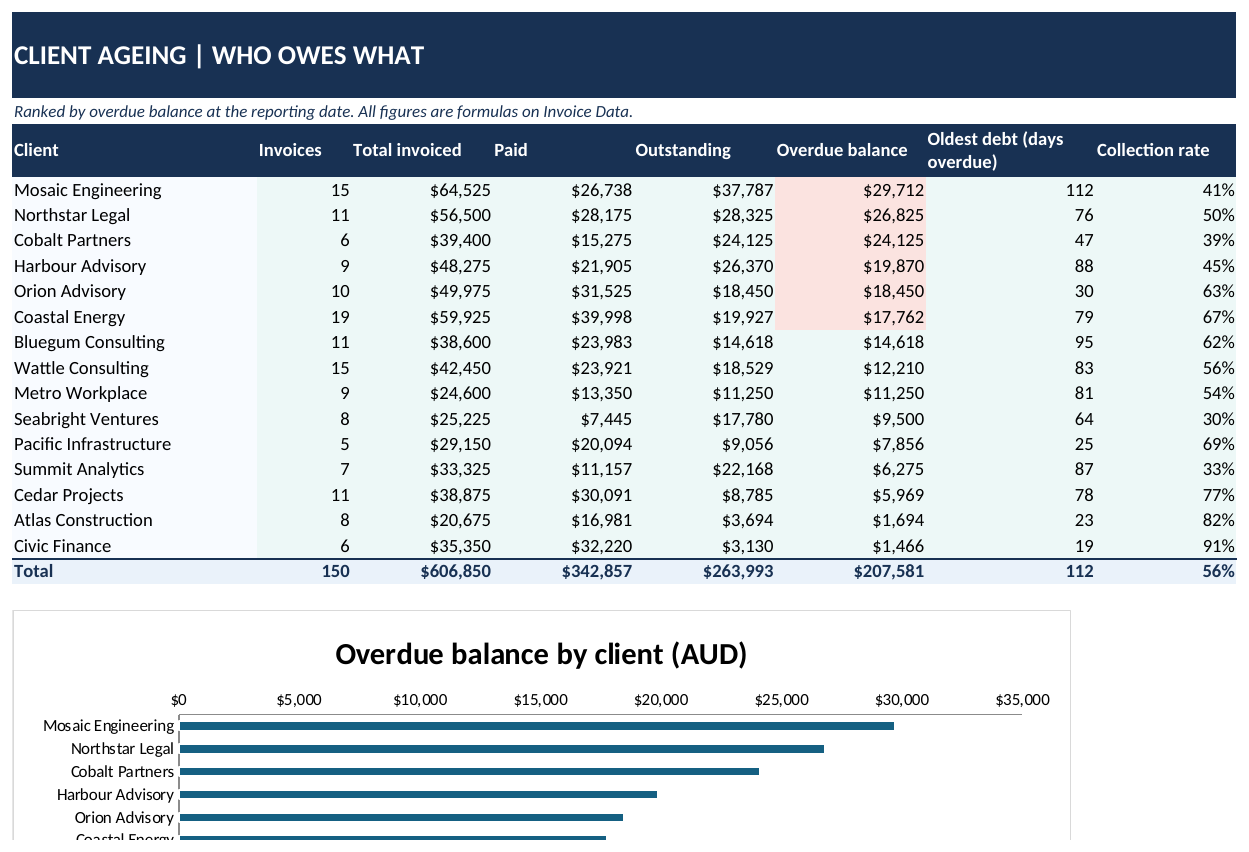 CLIENT AGEING | WHO OWES WHAT
Ranked by overdue balance at the reporting date. All figures are formulas on Invoice Data.
Client Invoices Total invoiced Paid Outstanding Overdue balance Oldest debt (days overdue) Collection rate
Mosaic Engineering 15 $64,525 $26,738 $37,787 $29,712 112 41%
Northstar Legal 11 $56,500 $28,175 $28,325 $26,825 76 50%
Cobalt Partners 6 $39,400 $15,275 $24,125 $24,125 47 39%
Harbour Advisory 9 $48,275 $21,905 $26,370 $19,870 88 45%
Orion Advisory 10 $49,975 $31,525 $18,450 $18,450 30 63%
Coastal Energy 19 $59,925 $39,998 $19,927 $17,762 79 67%
Bluegum Consulting 11 $38,600 $23,983 $14,618 $14,618 95 62%
Wattle Consulting 15 $42,450 $23,921 $18,529 $12,210 83 56%
Metro Workplace 9 $24,600 $13,350 $11,250 $11,250 81 54%
Seabright Ventures 8 $25,225 $7,445 $17,780 $9,500 64 30%
Pacific Infrastructure 5 $29,150 $20,094 $9,056 $7,856 25 69%
Summit Analytics 7 $33,325 $11,157 $22,168 $6,275 87 33%
Cedar Projects 11 $38,875 $30,091 $8,785 $5,969 78 77%
Atlas Construction 8 $20,675 $16,981 $3,694 $1,694 23 82%
Civic Finance 6 $35,350 $32,220 $3,130 $1,466 19 91%
Total 150 $606,850 $342,857 $263,993 $207,581 112 56%
Overdue balance by client (AUD)
$0 $5,000 $10,000 $15,000 $20,000 $25,000 $30,000 $35,000
Mosaic Engineering
Northstar Legal
Cobalt Partners
Harbour Advisory
Orion Advisory
Coastal Energy